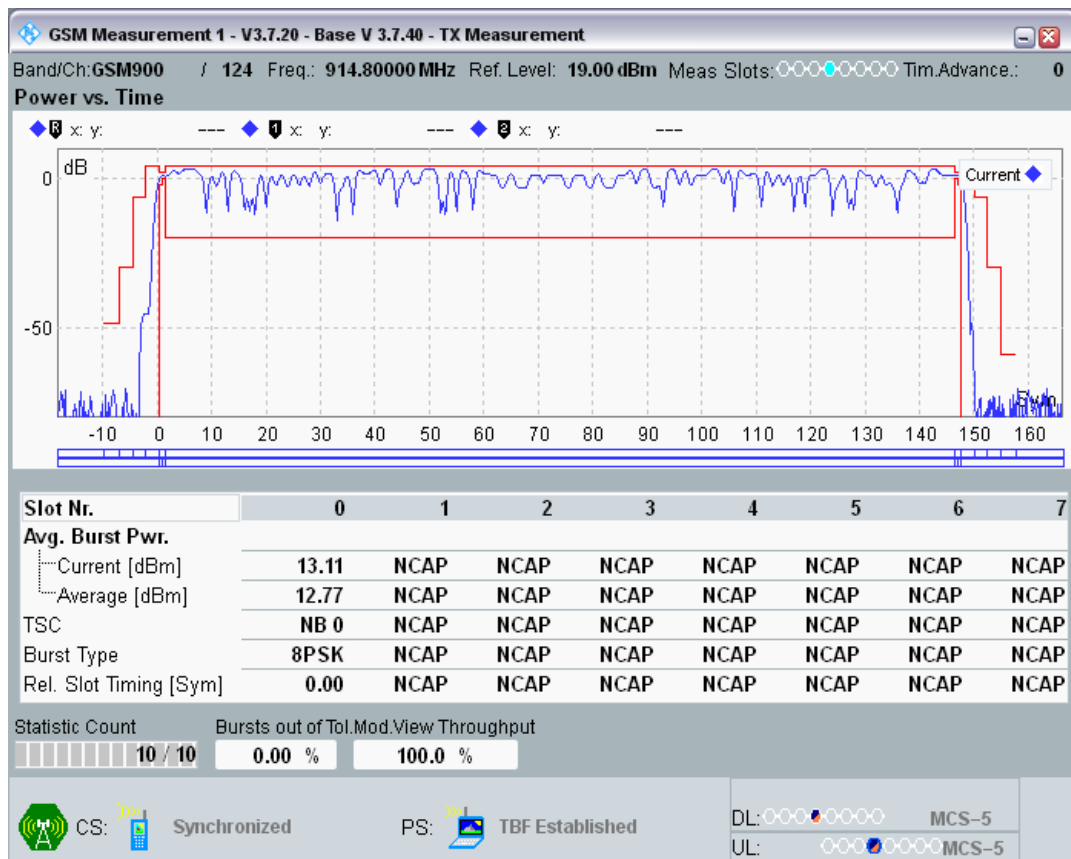 GSM Measurement 1 - V3.7.20 - Base V 3.7.40 - TX Measurement
Band/Ch:GSM900 / 124 Freq.: 914.80000 MHz Ref. Level: 19.00 dBm Meas Slots: Tim.Advance.: 0
Power vs. Time
R x: y: --- 1 x: y: --- 2 x: y: ---
dB
Current
0
-50
Sym
-10 0 10 20 30 40 50 60 70 80 90 100 110 120 130 140 150 160
Slot Nr. 0 1 2 3 4 5 6 7
Avg. Burst Pwr.
Current [dBm] 13.11 NCAP NCAP NCAP NCAP NCAP NCAP NCAP
Average [dBm] 12.77 NCAP NCAP NCAP NCAP NCAP NCAP NCAP
TSC NB 0 NCAP NCAP NCAP NCAP NCAP NCAP NCAP
Burst Type 8PSK NCAP NCAP NCAP NCAP NCAP NCAP NCAP
Rel. Slot Timing [Sym] 0.00 NCAP NCAP NCAP NCAP NCAP NCAP NCAP
Statistic Count Bursts out of Tol.Mod.View Throughput
10 / 10 0.00 % 100.0 %
CS: Synchronized PS: TBF Established
DL: MCS-5
UL: MCS-5